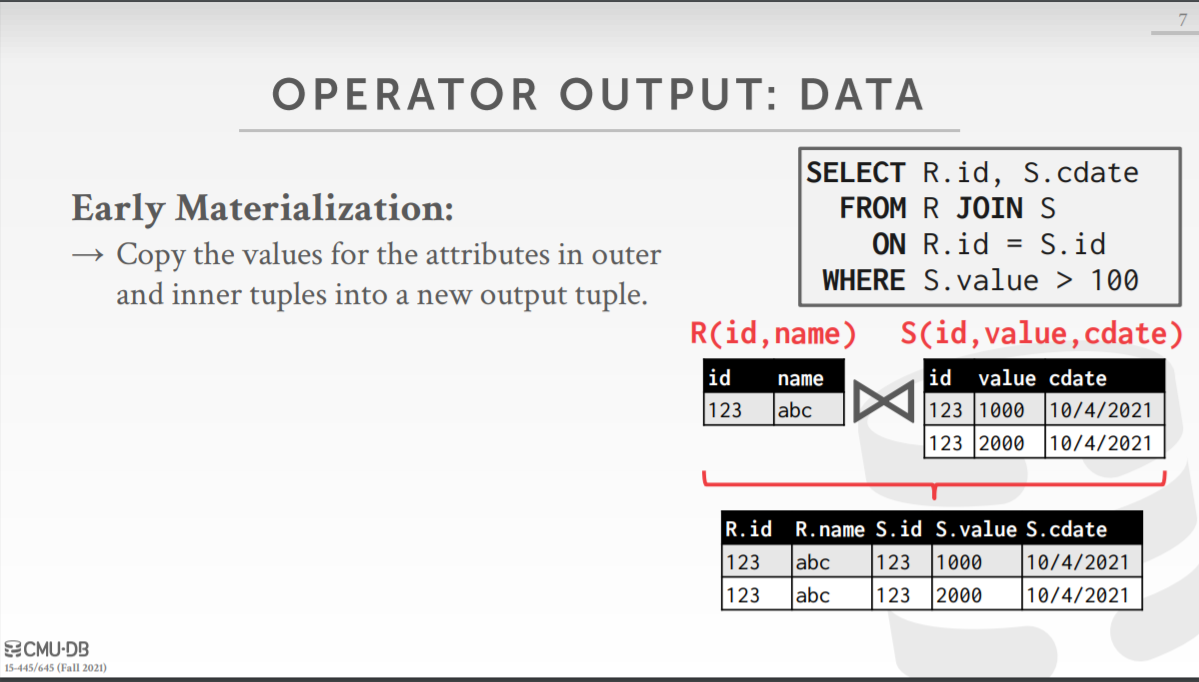 7
OPERATOR OUTPUT: DATA
Early Materialization:
→ Copy the values for the attributes in outer
and inner tuples into a new output tuple.
SELECT R.id, S.cdate
FROM R JOIN S
ON R.id = S.id
WHERE S.value > 100
R(id,name) S(id,value,cdate)
id name
123 abc
id value cdate
123 1000 10/4/2021
123 2000 10/4/2021
R.id R.name S.id S.value S.cdate
123 abc 123 1000 10/4/2021
123 abc 123 2000 10/4/2021
CMU·DB
15-445/645 (Fall 2021)